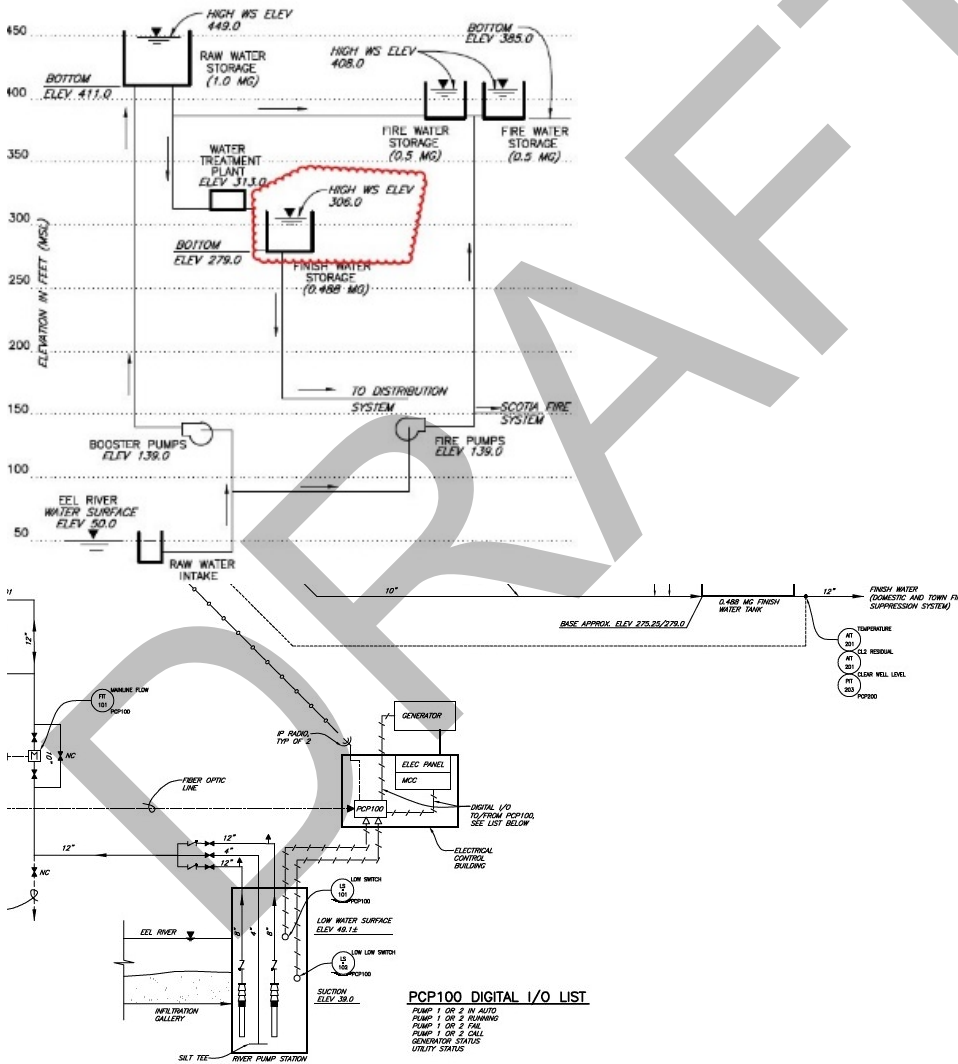 HIGH WS ELEV
449.0
450
RAW WATER
STORAGE
(1.0 MG)
BOTTOM
ELEV 411.0
HIGH WS ELEV
408.0
BOTTOM
ELEV 385.0
400
FIRE WATER
STORAGE
(0.5 MG)
FIRE WATER
STORAGE
(0.5 MG)
350
WATER
TREATMENT
PLANT
ELEV 313.0
HIGH WS ELEV
306.0
300
BOTTOM
ELEV 279.0
FINISH WATER
STORAGE
(0.488 MG)
250
ELEVATION IN FEET (MSL)
200
TO DISTRIBUTION
SYSTEM
150
SCOTIA FIRE
SYSTEM
BOOSTER PUMPS
ELEV 139.0
FIRE PUMPS
ELEV 139.0
100
EEL RIVER
WATER SURFACE
ELEV 50.0
50
RAW WATER
INTAKE
DRAFT
10"
0.488 MG FINISH
WATER TANK
12"
FINISH WATER
(DOMESTIC AND TOWN FI
SUPPRESSION SYSTEM)
BASE APPROX. ELEV 275.25/279.0
TEMPERATURE
AIT
201
CL2 RESIDUAL
AIT
201
CLEAR WELL LEVEL
PIT
203
PCP200
12"
MAINLINE FLOW
FIT
101
PCP100
M
10"
NC
IP RADIO,
TYP OF 2
GENERATOR
ELEC PANEL
MCC
PCP100
FIBER OPTIC
LINE
DIGITAL I/O
TO/FROM PCP100,
SEE LIST BELOW
ELECTRICAL
CONTROL
BUILDING
12"
12"
4"
12"
NC
LOW SWITCH
LS
101
PCP100
LOW WATER SURFACE
ELEV 49.1±
EEL RIVER
8"
4"
8"
LOW LOW SWITCH
LS
102
PCP100
SUCTION
ELEV 39.0
INFILTRATION
GALLERY
SILT TEE
RIVER PUMP STATION
PCP100 DIGITAL I/O LIST
PUMP 1 OR 2 IN AUTO
PUMP 1 OR 2 RUNNING
PUMP 1 OR 2 FAIL
PUMP 1 OR 2 CALL
GENERATOR STATUS
UTILITY STATUS